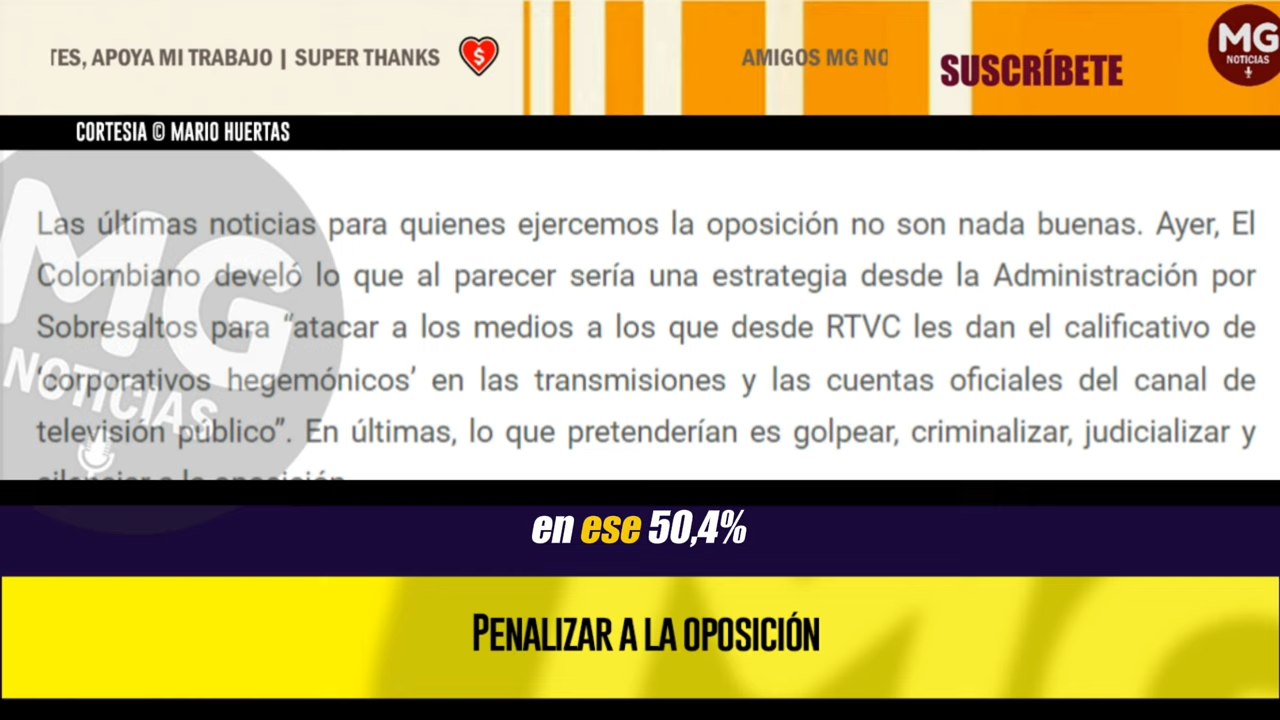 TES, APOYA MI TRABAJO | SUPER THANKS
AMIGOS MG NO
SUSCRÍBETE
MG
NOTICIAS
CORTESIA © MARIO HUERTAS
Las últimas noticias para quienes ejercemos la oposición no son nada buenas. Ayer, El
Colombiano develó lo que al parecer sería una estrategia desde la Administración por
Sobresaltos para “atacar a los medios a los que desde RTVC les dan el calificativo de
‘corporativos hegemónicos’ en las transmisiones y las cuentas oficiales del canal de
televisión público”. En últimas, lo que pretenderían es golpear, criminalizar, judicializar y
silenciar a la oposición.
MG
NOTICIAS
en ese 50,4%
PENALIZAR A LA OPOSICIÓN